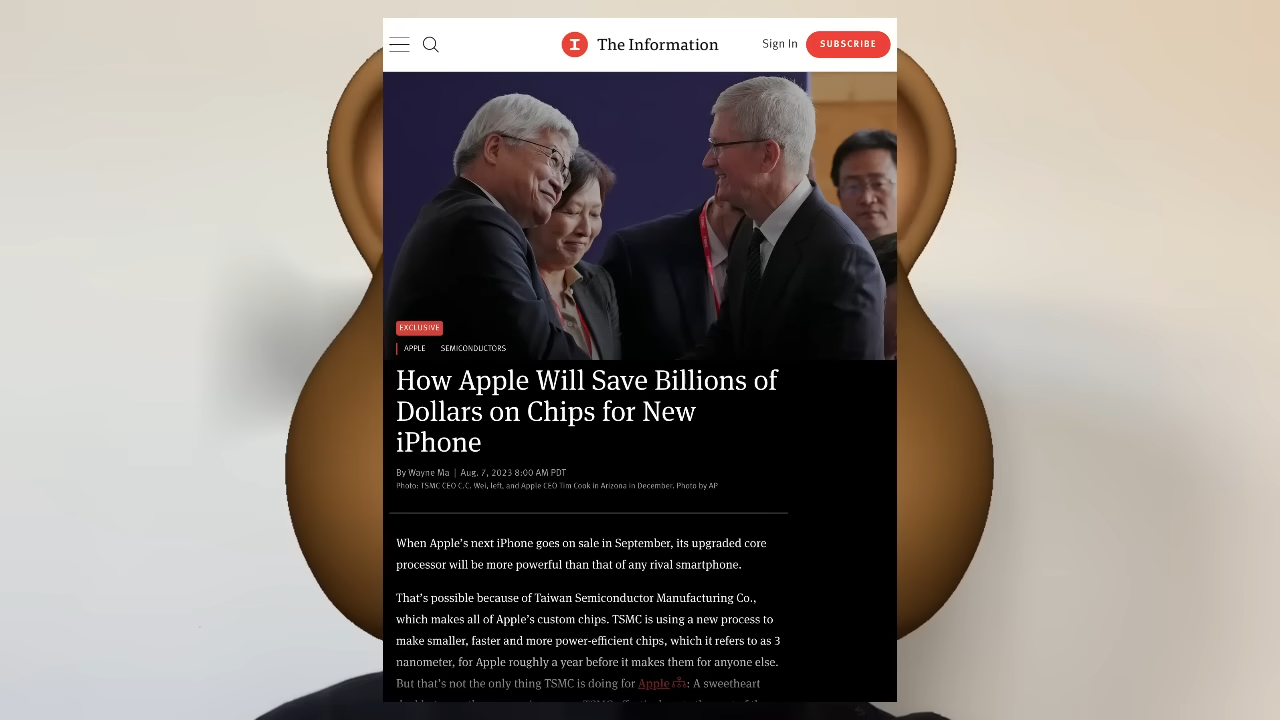 The Information
Sign In
SUBSCRIBE
EXCLUSIVE
APPLE SEMICONDUCTORS
How Apple Will Save Billions of
Dollars on Chips for New
iPhone
By Wayne Ma | Aug. 7, 2023 8:00 AM PDT
Photo: TSMC CEO C.C. Wei, left, and Apple CEO Tim Cook in Arizona in December. Photo by AP
When Apple's next iPhone goes on sale in September, its upgraded core
processor will be more powerful than that of any rival smartphone.
That's possible because of Taiwan Semiconductor Manufacturing Co.,
which makes all of Apple's custom chips. TSMC is using a new process to
make smaller, faster and more power-efficient chips, which it refers to as 3
nanometer, for Apple roughly a year before it makes them for anyone else.
But that's not the only thing TSMC is doing for Apple: A sweetheart